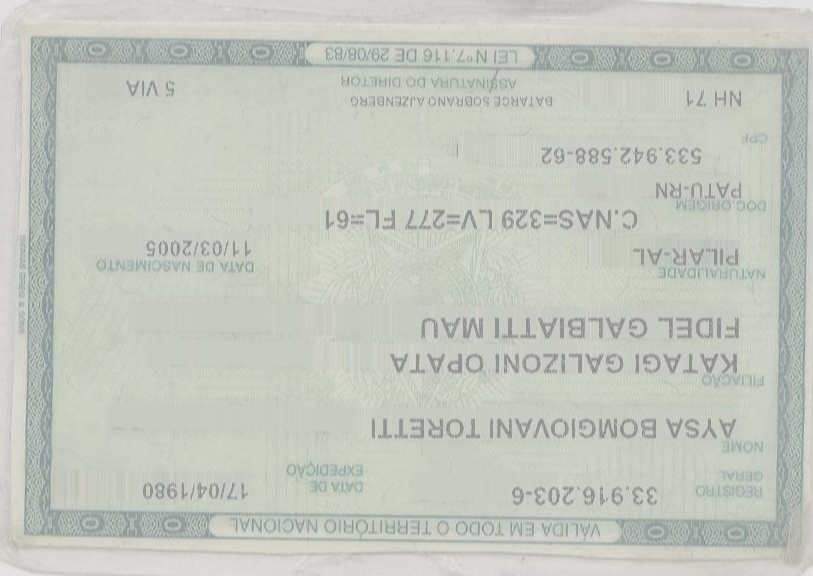 VÁLIDA EM TODO O TERRITÓRIO NACIONAL
REGISTRO GERAL 33.916.203-6 DATA DE EXPEDIÇÃO 17/04/1980
NOME
AYSA BOMGIOVANI TORETTI
FILIAÇÃO
KATAGI GALIZONI OPATA
FIDEL GALBIATTI MAU
NATURALIDADE DATA DE NASCIMENTO
PILAR-AL 11/03/2005
DOC.ORIGEM C.NAS=329 LV=277 FL=61
PATU-RN
CPF 533.942.588-62
NH 71 BATARCE SOBRANO AJZENBERG 5 VIA
ASSINATURA DO DIRETOR
LEI Nº7.116 DE 29/08/83